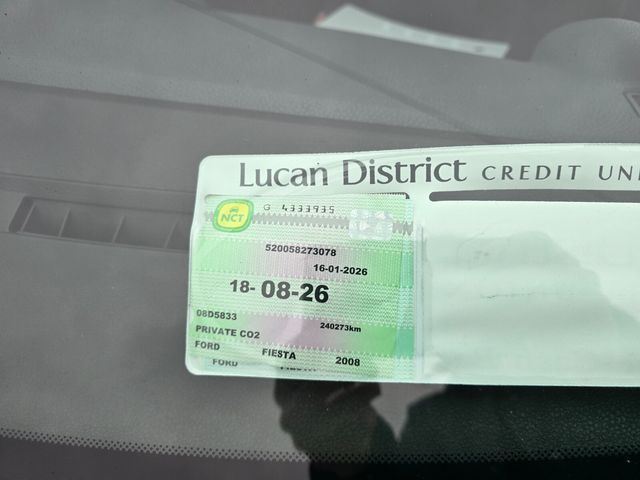 Lucan District CREDIT UNI
NCT
G 4333935
520058273078
16-01-2026
18-08-26
08D5833
240273km
PRIVATE CO2
FORD
FIESTA 2008
FORD